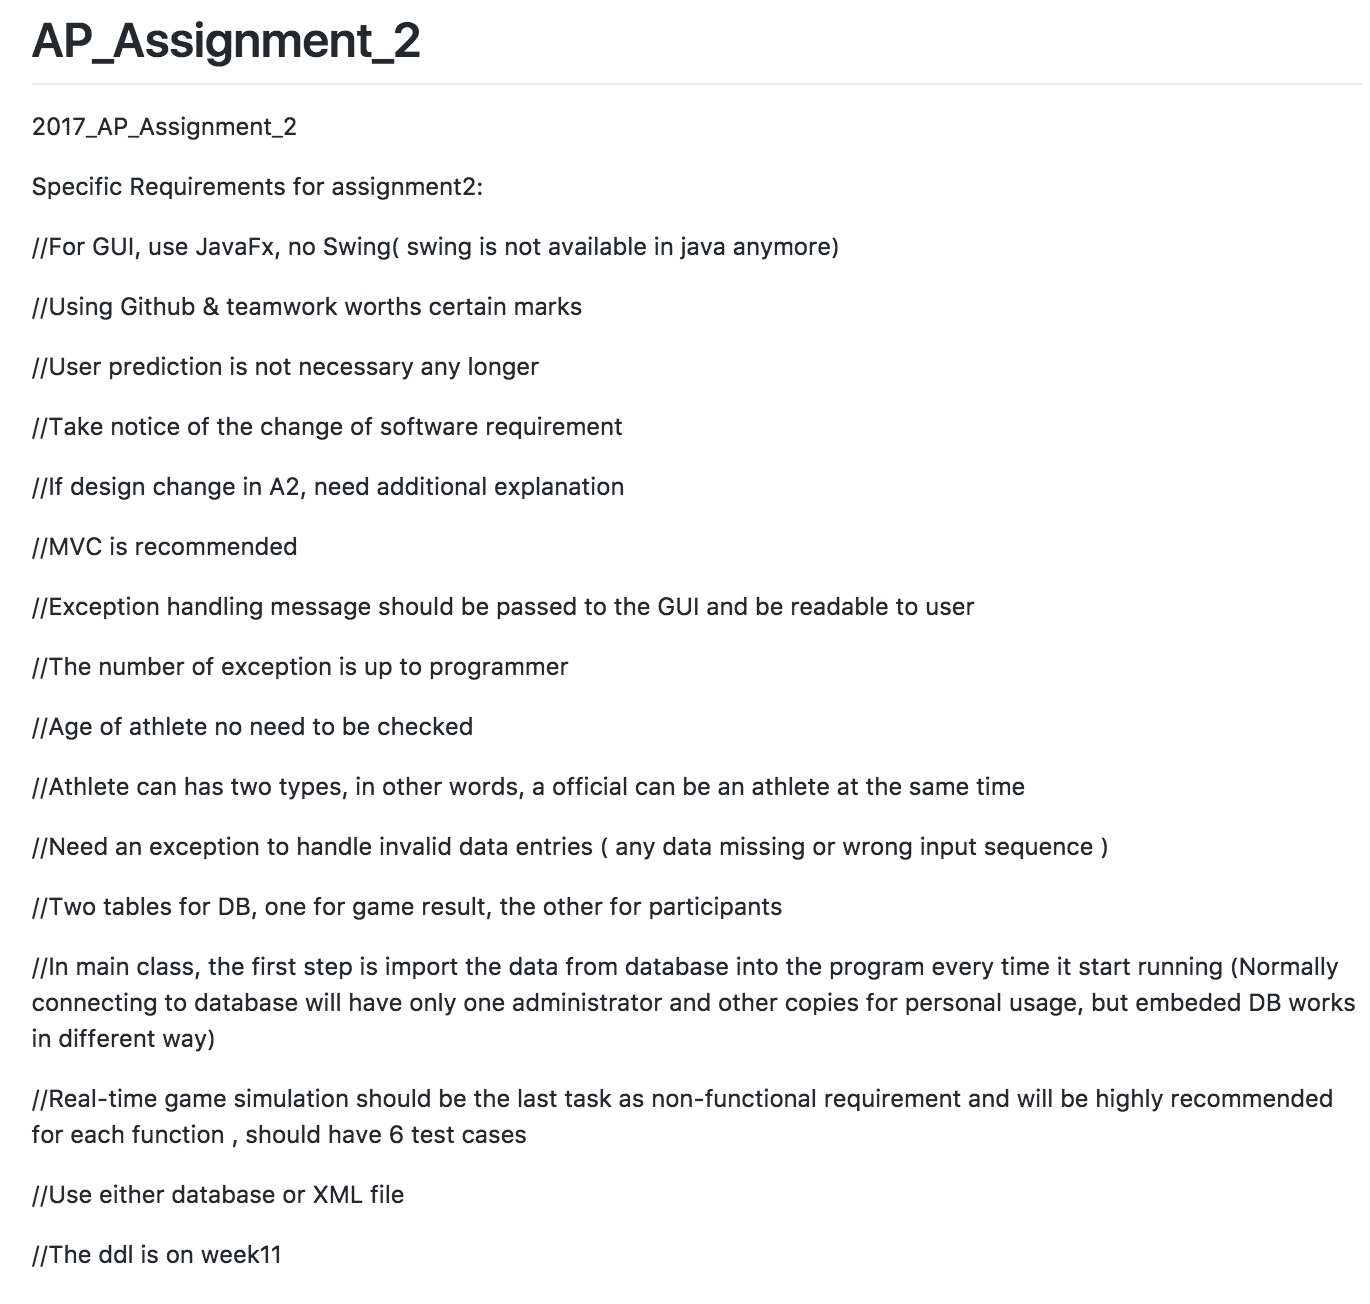 AP_Assignment_2
2017_AP_Assignment_2
Specific Requirements for assignment2:
//For GUI, use JavaFx, no Swing( swing is not available in java anymore)
//Using Github & teamwork worths certain marks
//User prediction is not necessary any longer
//Take notice of the change of software requirement
//If design change in A2, need additional explanation
//MVC is recommended
//Exception handling message should be passed to the GUI and be readable to user
//The number of exception is up to programmer
//Age of athlete no need to be checked
//Athlete can has two types, in other words, a official can be an athlete at the same time
//Need an exception to handle invalid data entries ( any data missing or wrong input sequence )
//Two tables for DB, one for game result, the other for participants
//In main class, the first step is import the data from database into the program every time it start running (Normally
connecting to database will have only one administrator and other copies for personal usage, but embeded DB works
in different way)
//Real-time game simulation should be the last task as non-functional requirement and will be highly recommended
for each function , should have 6 test cases
//Use either database or XML file
//The ddl is on week11